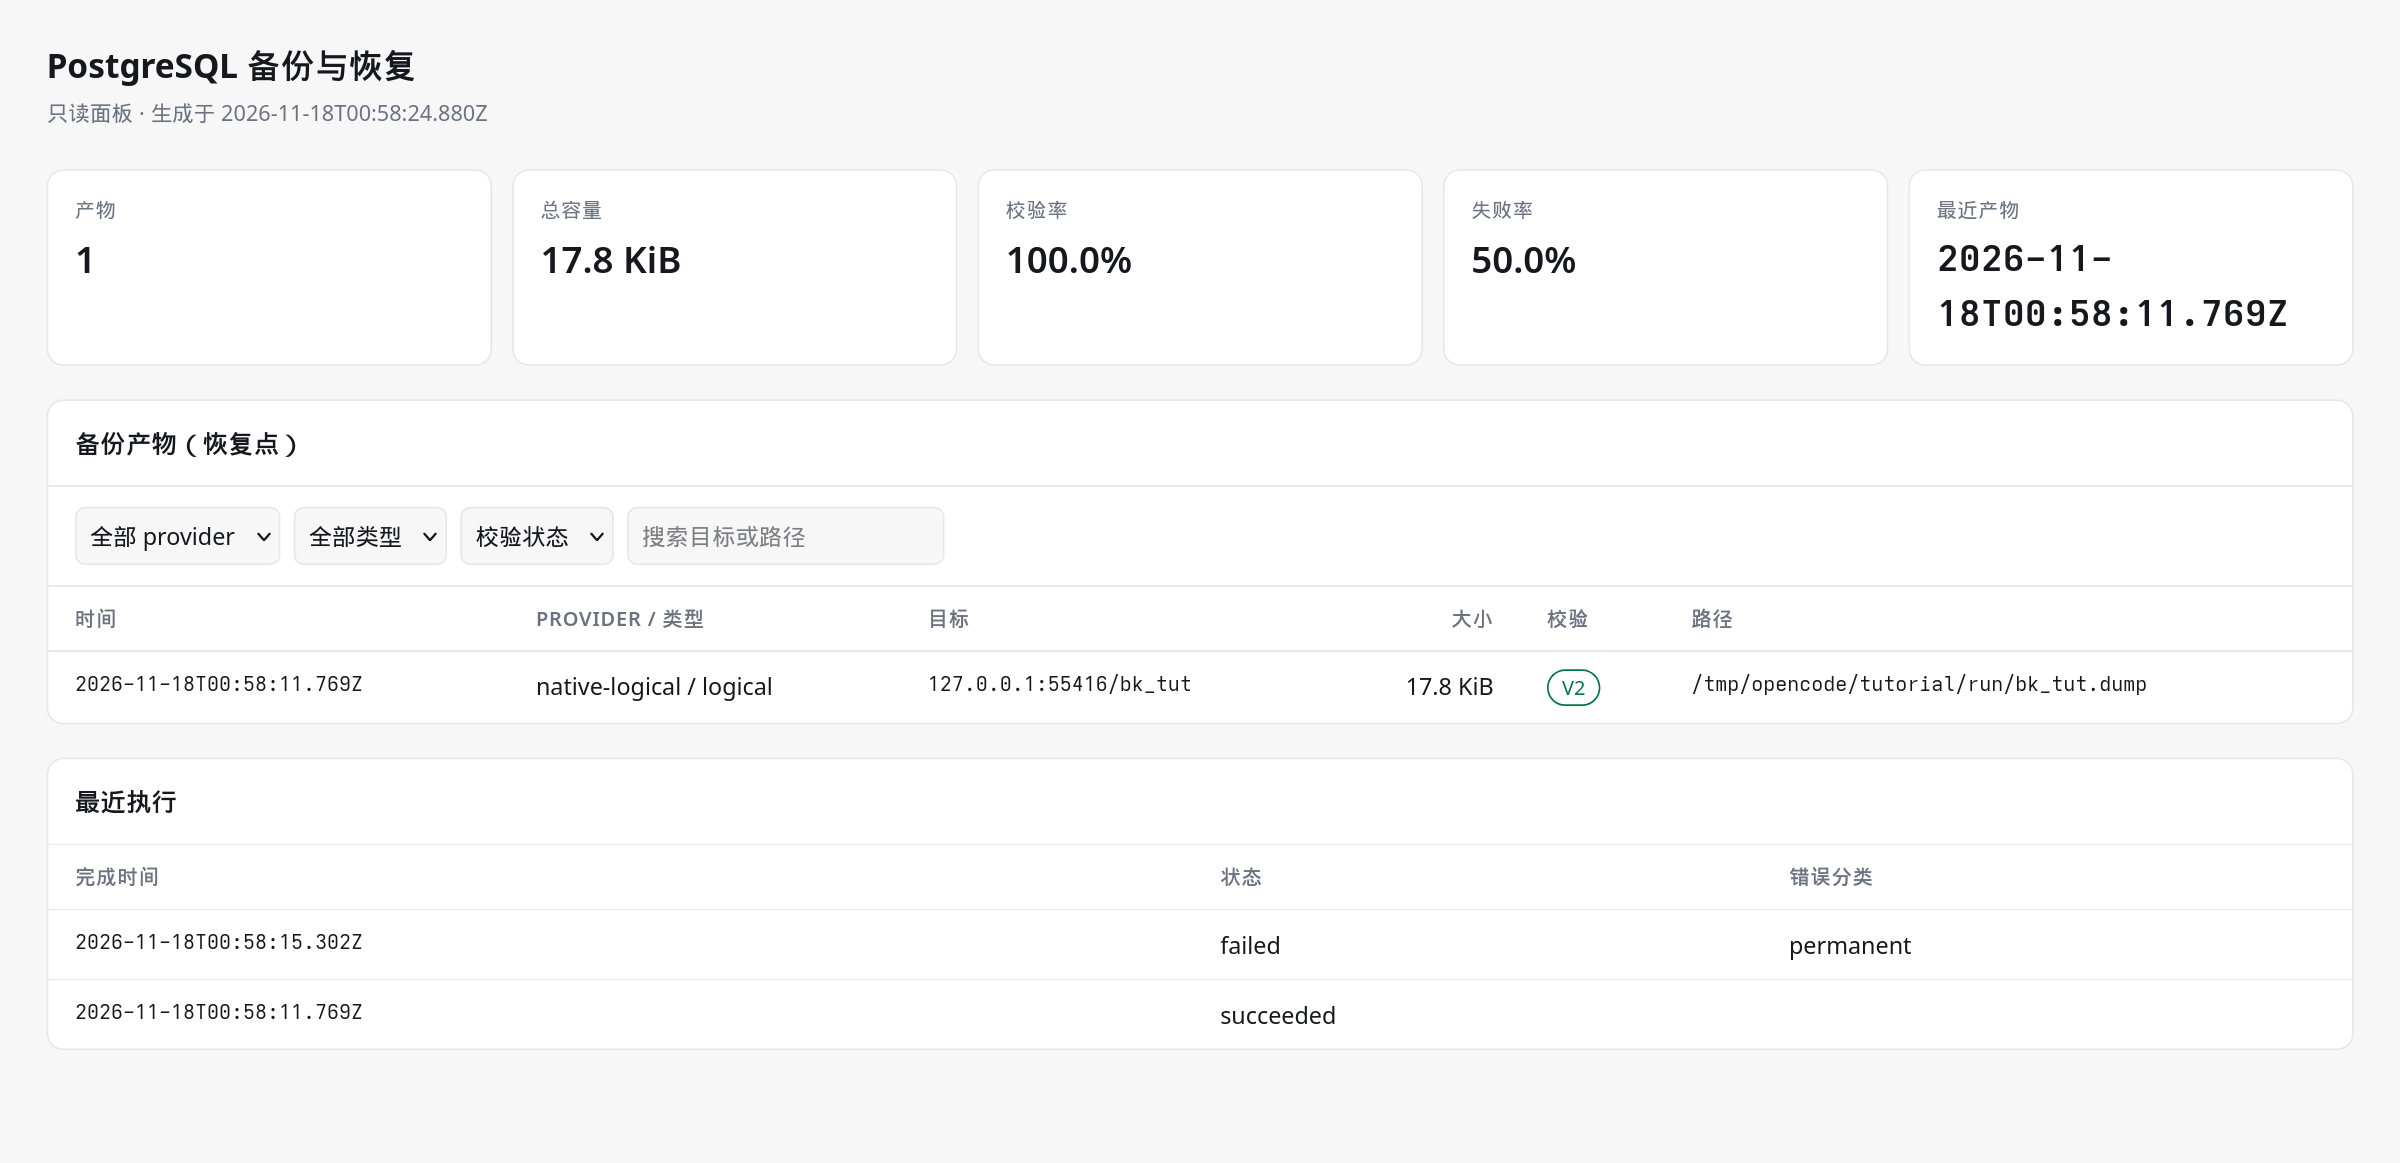 PostgreSQL 备份与恢复
只读面板 · 生成于 2026-11-18T00:58:24.880Z
产物
1
总容量
17.8 KiB
校验率
100.0%
失败率
50.0%
最近产物
2026-11-
18T00:58:11.769Z
备份产物（恢复点）
全部 provider 全部类型 校验状态 搜索目标或路径
时间 PROVIDER / 类型 目标 大小 校验 路径
2026-11-18T00:58:11.769Z native-logical / logical 127.0.0.1:55416/bk_tut 17.8 KiB V2 /tmp/opencode/tutorial/run/bk_tut.dump
最近执行
完成时间 状态 错误分类
2026-11-18T00:58:15.302Z failed permanent
2026-11-18T00:58:11.769Z succeeded